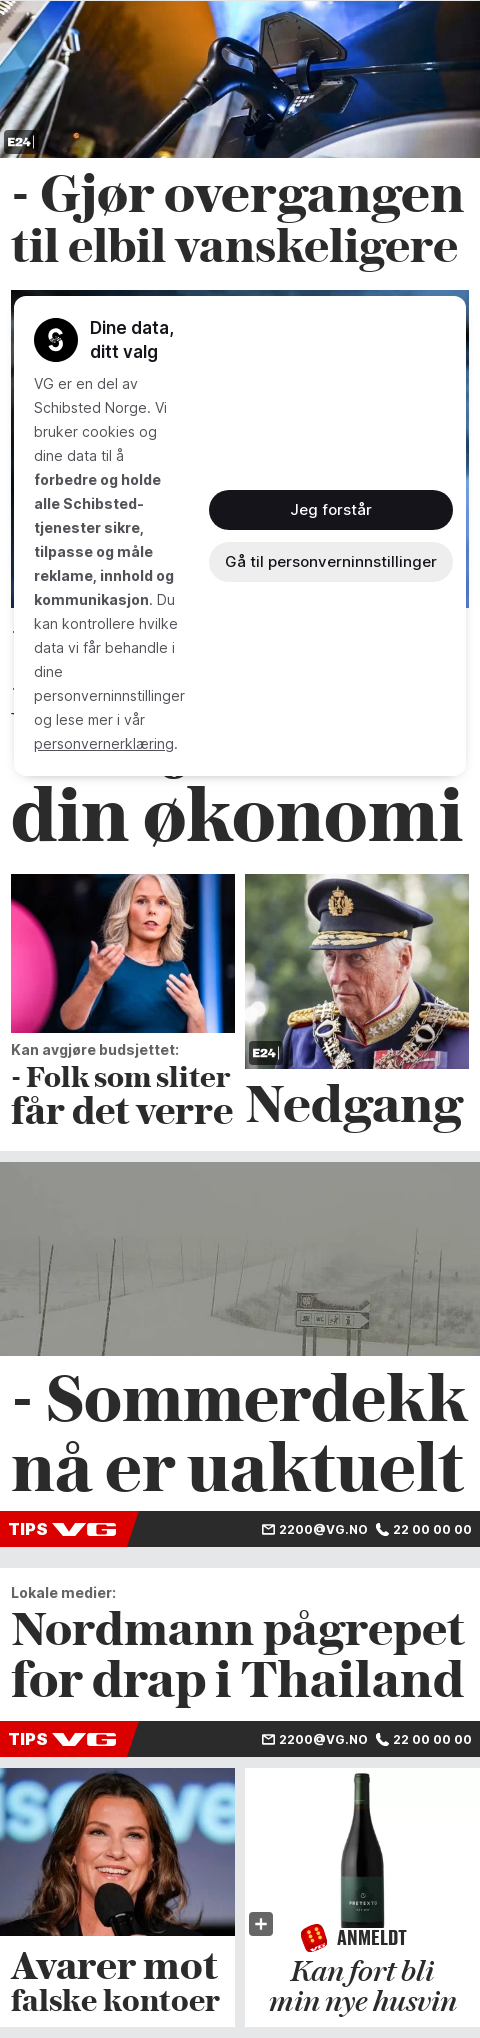 E24
- Gjør overgangen
til elbil vanskeligere
Dine data,
ditt valg
VG er en del av
Schibsted Norge. Vi
bruker cookies og
dine data til å
forbedre og holde
alle Schibsted-
tjenester sikre,
tilpasse og måle
reklame, innhold og
kommunikasjon. Du
kan kontrollere hvilke
data vi får behandle i
dine
personverninnstillinger
og lese mer i vår
personvernerklæring.
Jeg forstår
Gå til personverninnstillinger
din økonomi
Kan avgjøre budsjettet:
- Folk som sliter
får det verre
E24
Nedgang
- Sommerdekk
nå er uaktuelt
TIPS VG 2200@VG.NO 22 00 00 00
Lokale medier:
Nordmann pågrepet
for drap i Thailand
TIPS VG 2200@VG.NO 22 00 00 00
Avarer mot
falske kontoer
PRETEXTO
VG ANMELDT
Kan fort bli
min nye husvin